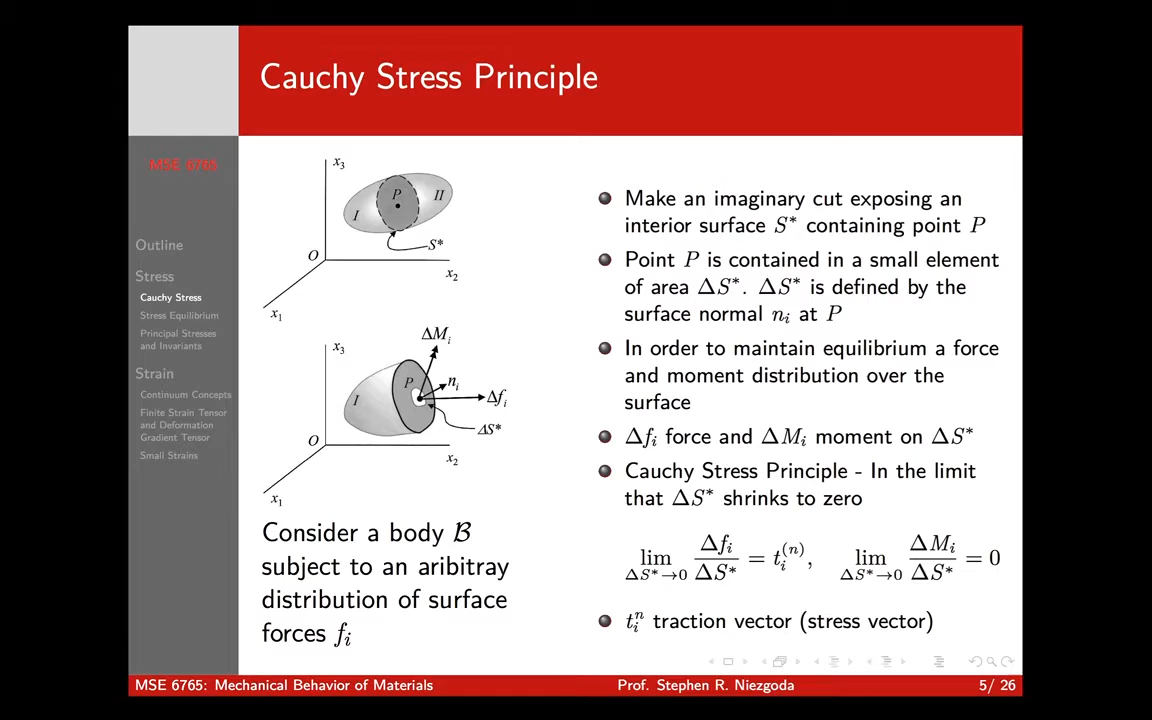 Cauchy Stress Principle
MSE 6765
Outline
Stress
Cauchy Stress
Stress Equilibrium
Principal Stresses
and Invariants
Strain
Continuum Concepts
Finite Strain Tensor
and Deformation
Gradient Tensor
Small Strains
x₃
P
II
I
S*
O
x₂
x₁
ΔMᵢ
x₃
P
nᵢ
I
Δfᵢ
ΔS*
O
x₂
x₁
Consider a body ℬ
subject to an aribitray
distribution of surface
forces fᵢ
Make an imaginary cut exposing an
interior surface S* containing point P
Point P is contained in a small element
of area ΔS*. ΔS* is defined by the
surface normal nᵢ at P
In order to maintain equilibrium a force
and moment distribution over the
surface
Δfᵢ force and ΔMᵢ moment on ΔS*
Cauchy Stress Principle - In the limit
that ΔS* shrinks to zero
lim_{ΔS*→0} Δfᵢ/ΔS* = tᵢ⁽ⁿ⁾, lim_{ΔS*→0} ΔMᵢ/ΔS* = 0
tᵢⁿ traction vector (stress vector)
MSE 6765: Mechanical Behavior of Materials
Prof. Stephen R. Niezgoda
5/ 26